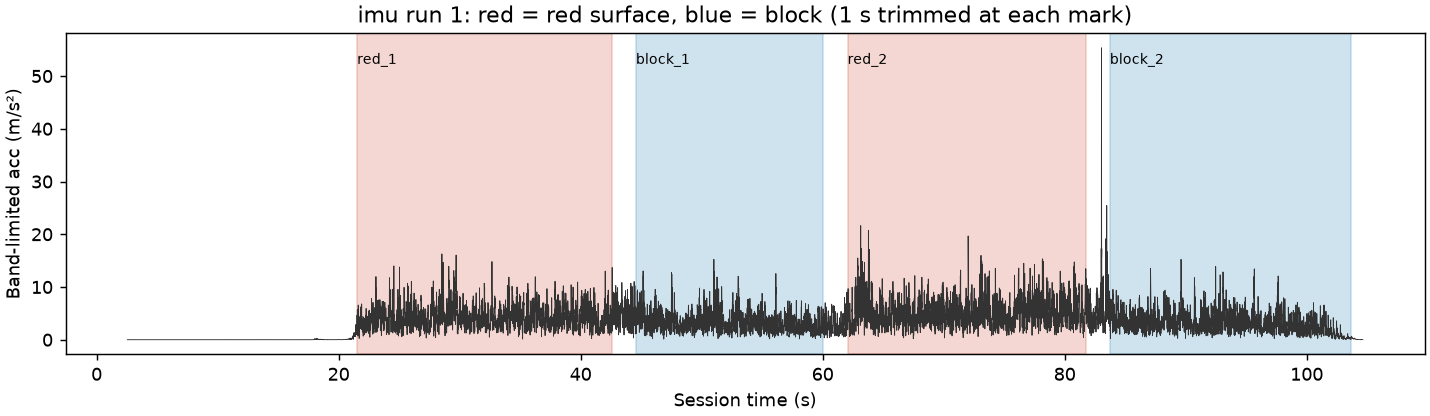 imu run 1: red = red surface, blue = block (1 s trimmed at each mark)
Band-limited acc (m/s²)
50
40
30
20
10
0
red_1
block_1
red_2
block_2
0
20
40
60
80
100
Session time (s)